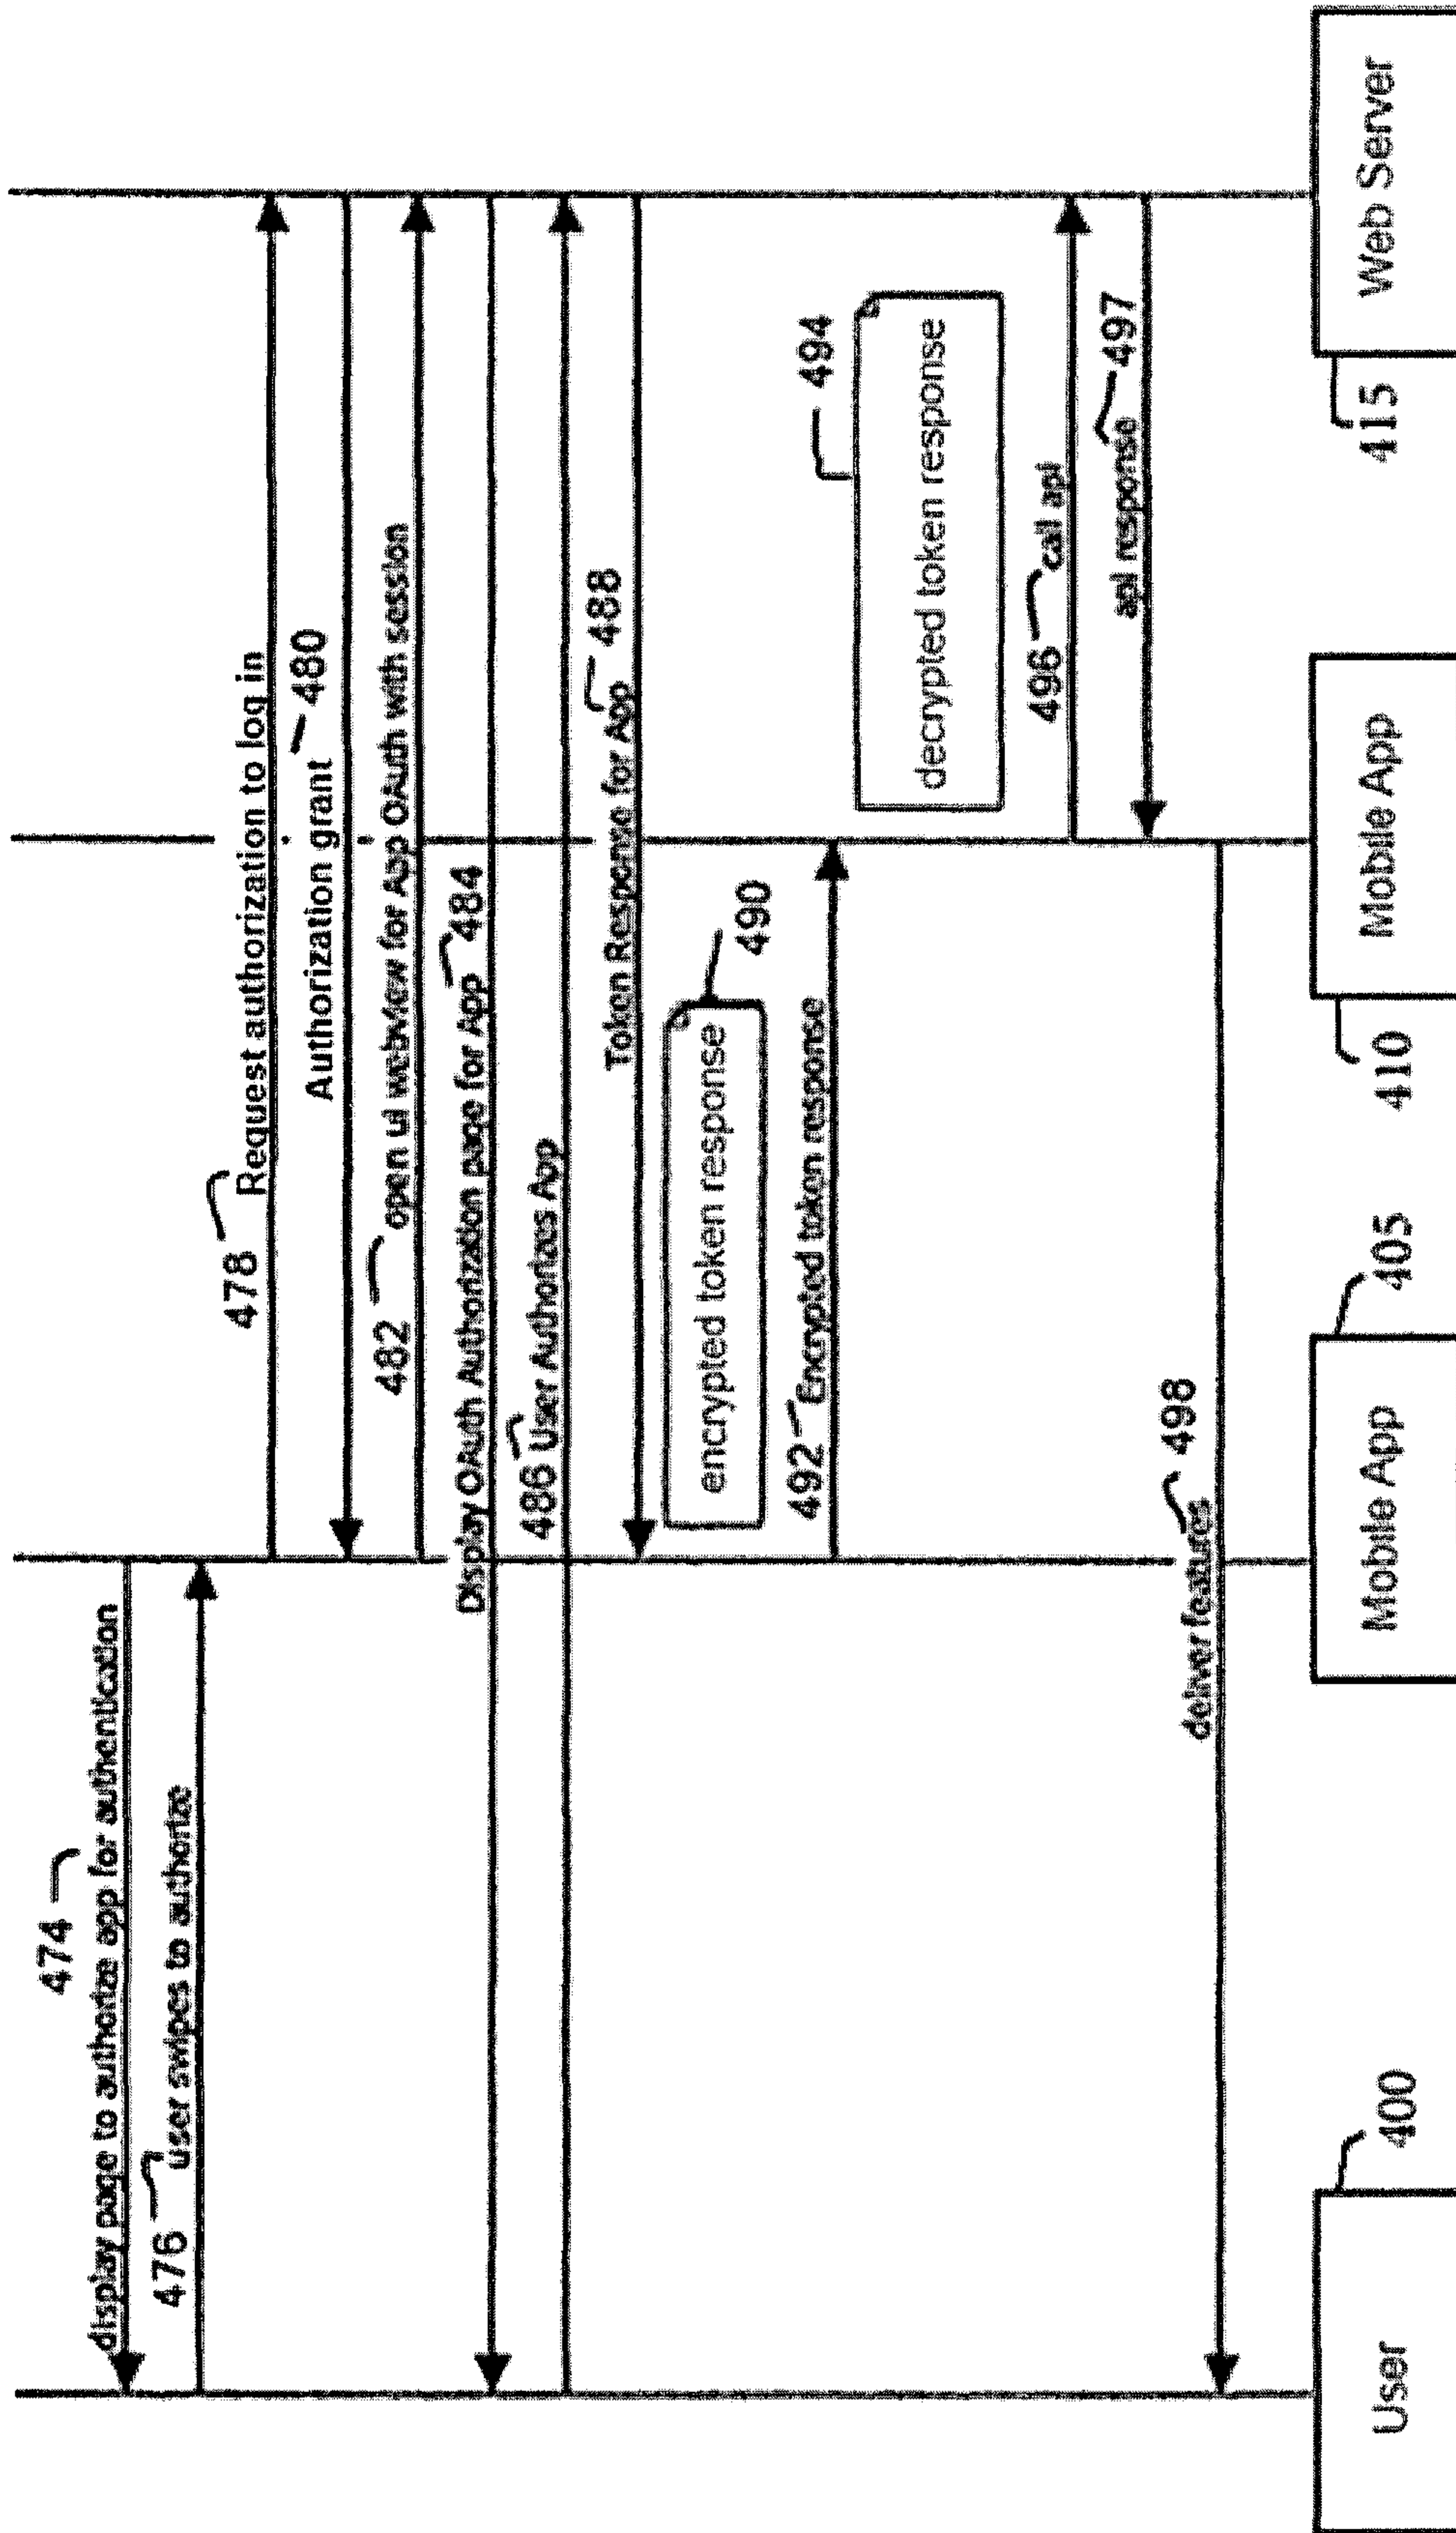 474
display page to authorize app for authentication
476 user swipes to authorize
478 Request authorization to log in
Authorization grant 480
482 open ui webview for App OAuth with session
Display OAuth Authorization page for App 484
486 User Authorizes App
Token Response for App 488
encrypted token response
490
492 Encrypted token response
494
decrypted token response
496 call api
api response 497
deliver features 498
User
400
Mobile App
405
Mobile App
410
Web Server
415